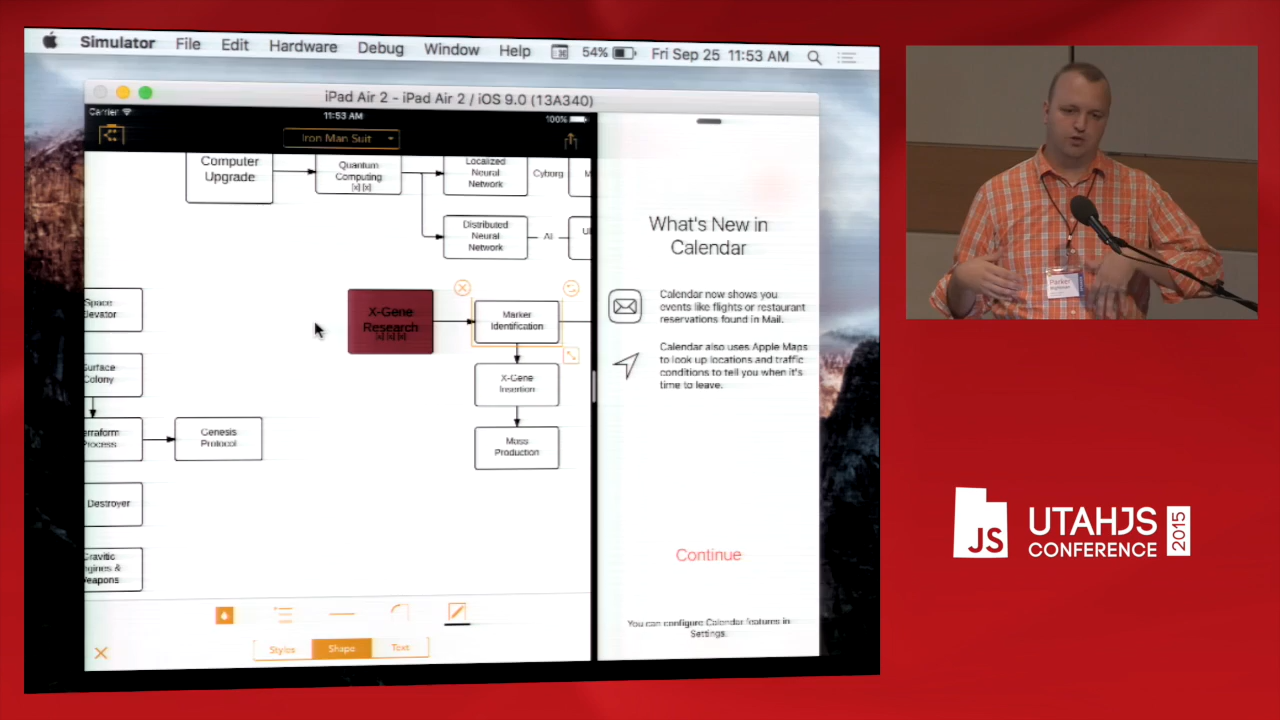 Simulator File Edit Hardware Debug Window Help 54% Fri Sep 25 11:53 AM
iPad Air 2 - iPad Air 2 / iOS 9.0 (13A340)
Carrier 11:53 AM 100%
Iron Man Suit
Computer
Upgrade
Quantum
Computing
[x] [x]
Localized
Neural
Network
Cyborg
M
Distributed
Neural
Network
AI
Space
Elevator
X-Gene
Research
[x] [x] [x]
Marker
Identification
Surface
Colony
X-Gene
Insertion
Terraform
Process
Genesis
Protocol
Mass
Production
Destroyer
Gravitic
Engines &
Weapons
Styles Shape Text
What's New in
Calendar
Calendar now shows you
events like flights or restaurant
reservations found in Mail.
Calendar also uses Apple Maps
to look up locations and traffic
conditions to tell you when it's
time to leave.
Continue
You can configure Calendar features in
Settings.
Parker
JS
UTAHJS
CONFERENCE
2015